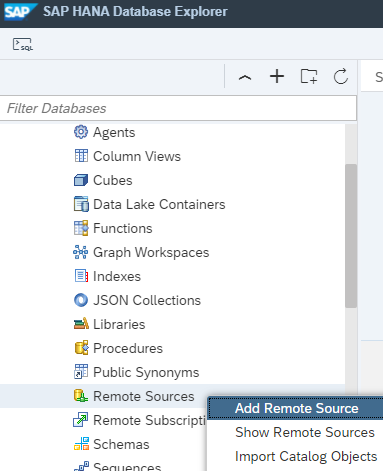 SAP SAP HANA Database Explorer
SQL
S
Filter Databases
Agents
Column Views
Cubes
Data Lake Containers
Functions
Graph Workspaces
Indexes
JSON Collections
Libraries
Procedures
Public Synonyms
Remote Sources
Add Remote Source
Remote Subscripti
Show Remote Sources
Schemas
Import Catalog Objects
Sequences